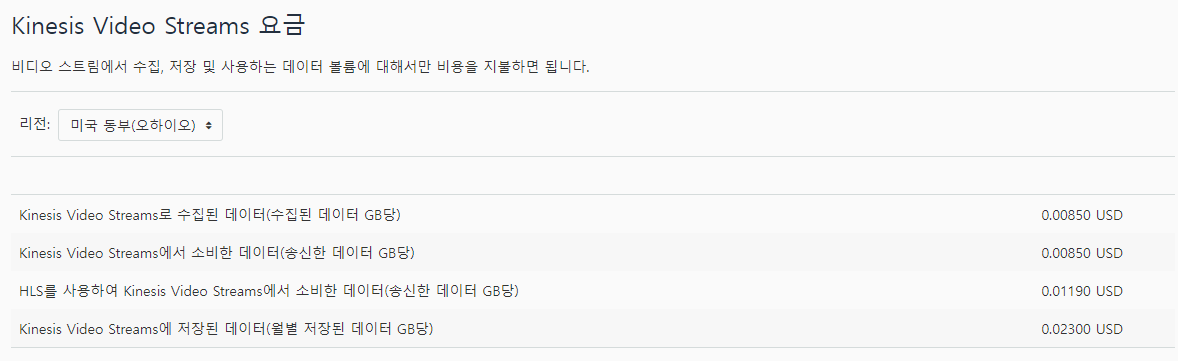 Kinesis Video Streams 요금
비디오 스트림에서 수집, 저장 및 사용하는 데이터 볼륨에 대해서만 비용을 지불하면 됩니다.
리전: 미국 동부(오하이오)
Kinesis Video Streams로 수집된 데이터(수집된 데이터 GB당) 0.00850 USD
Kinesis Video Streams에서 소비한 데이터(송신한 데이터 GB당) 0.00850 USD
HLS를 사용하여 Kinesis Video Streams에서 소비한 데이터(송신한 데이터 GB당) 0.01190 USD
Kinesis Video Streams에 저장된 데이터(월별 저장된 데이터 GB당) 0.02300 USD